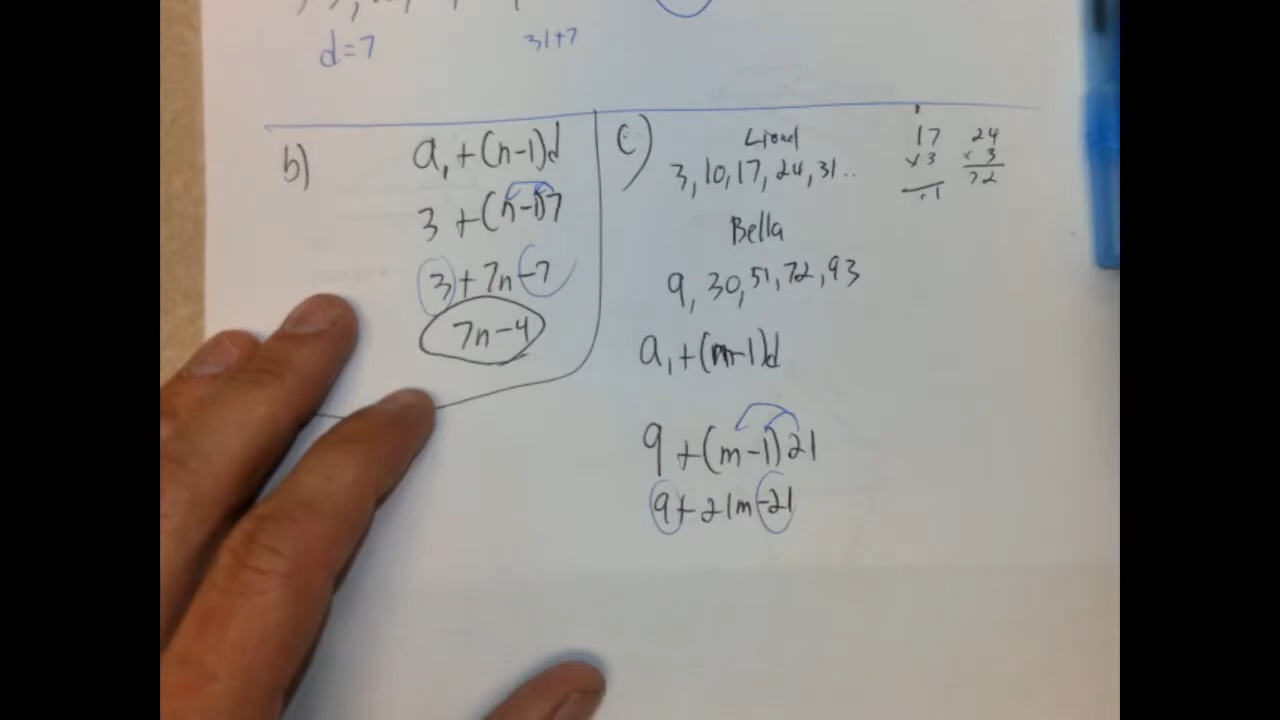 d=7
31+7
b)
a₁+(n-1)d
3+(n-1)7
3+7n-7
7n-4
c)
Lionel
3,10,17,24,31..
Bella
9,30,51,72,93
a₁+(m-1)d
9+(m-1)21
9+21m-21
17
×3
24
×3
72